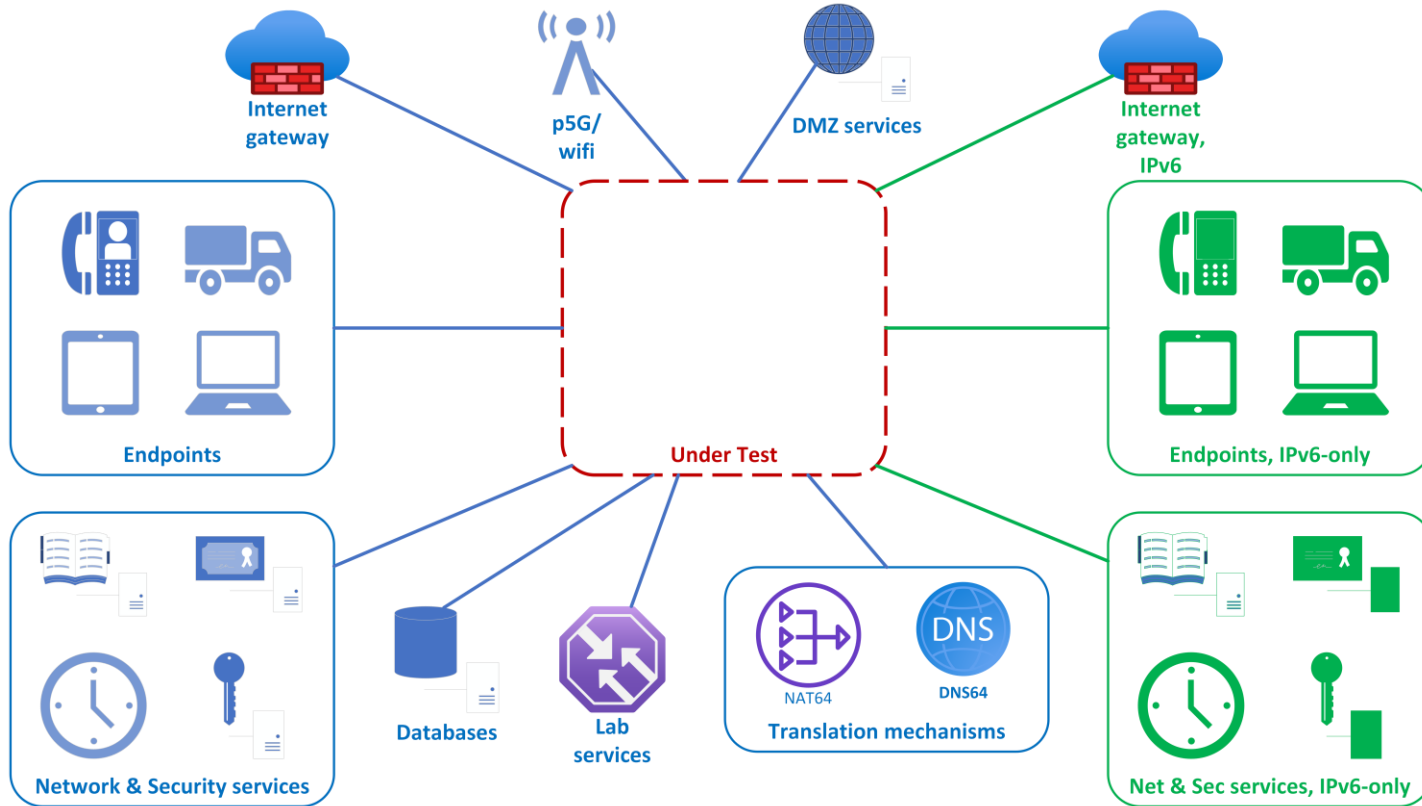 Internet
gateway
p5G/
wifi
DMZ services
Internet
gateway,
IPv6
Endpoints
Under Test
Endpoints, IPv6-only
Network & Security services
Databases
Lab
services
NAT64
DNS
DNS64
Translation mechanisms
Net & Sec services, IPv6-only